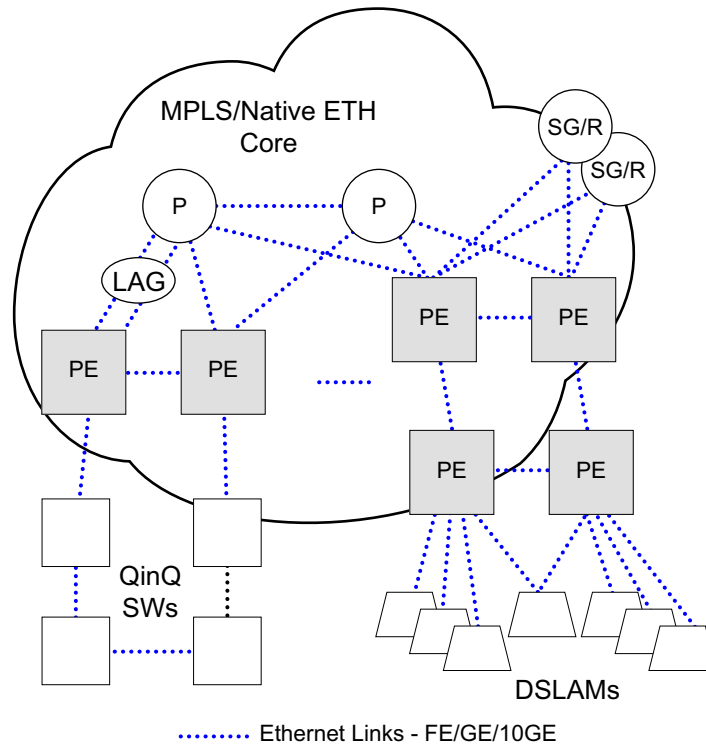 MPLS/Native ETH
Core
SG/R
SG/R
P
P
LAG
PE
PE
PE
PE
PE
PE
QinQ
SWs
DSLAMs
Ethernet Links - FE/GE/10GE